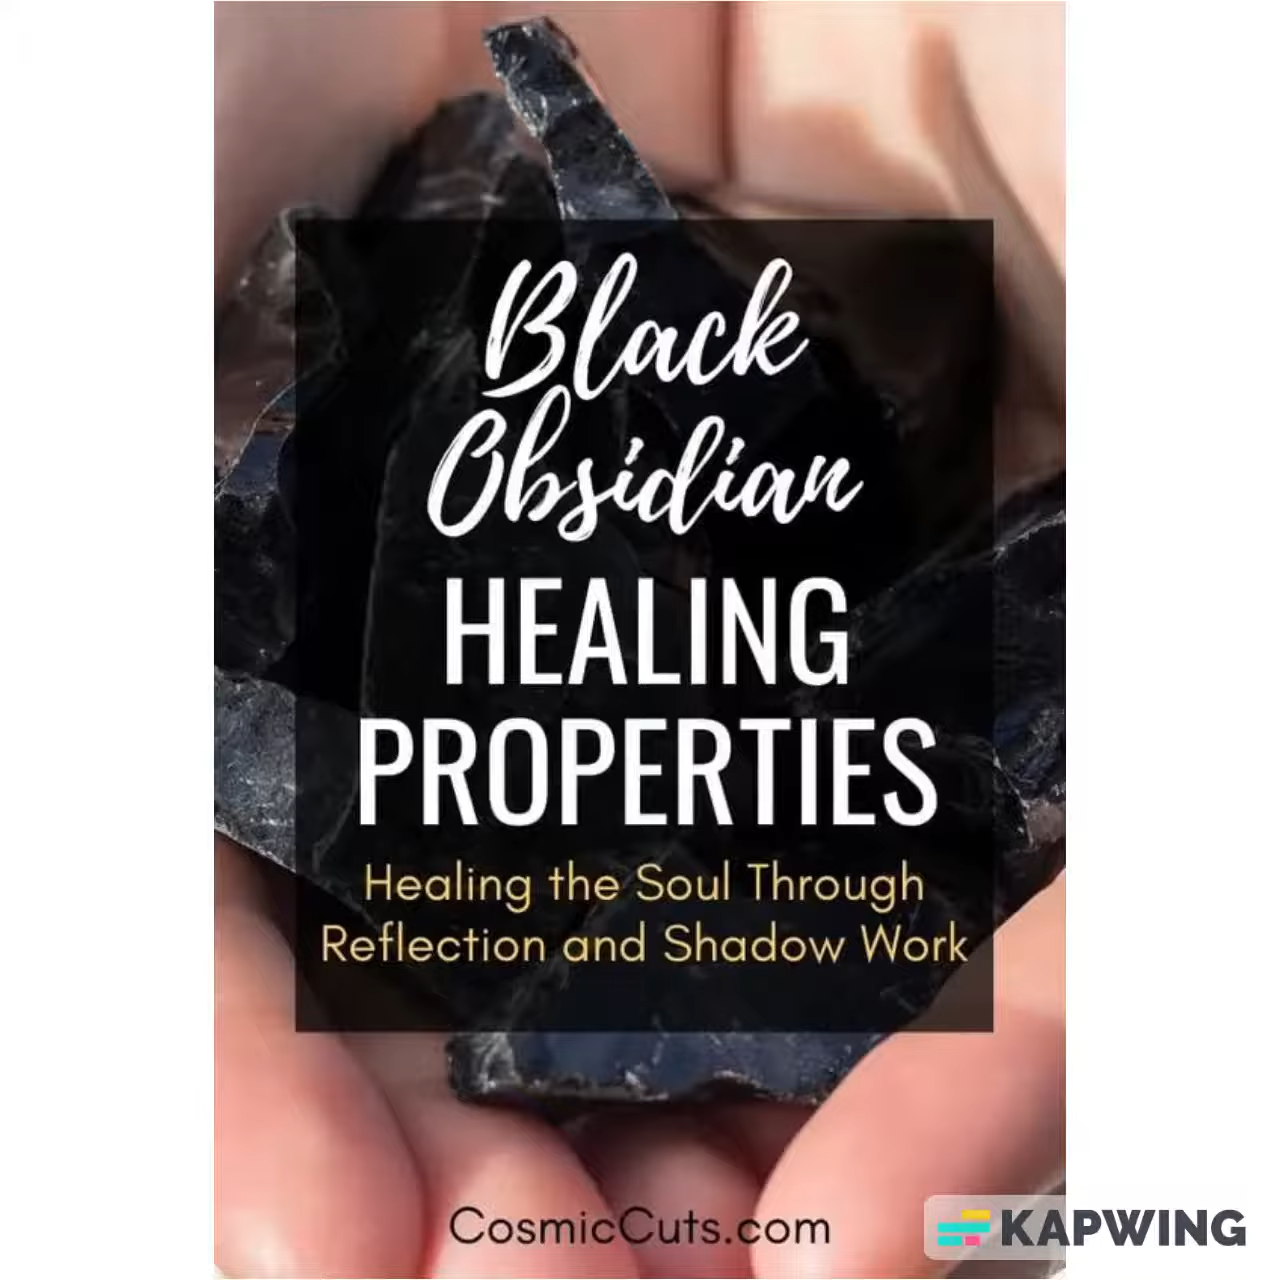 Black
Obsidian
HEALING
PROPERTIES
Healing the Soul Through
Reflection and Shadow Work
CosmicCuts.com
KAPWING